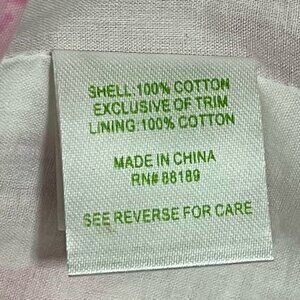 SHELL:100% COTTON
EXCLUSIVE OF TRIM
LINING:100% COTTON
MADE IN CHINA
RN# 88189
SEE REVERSE FOR CARE